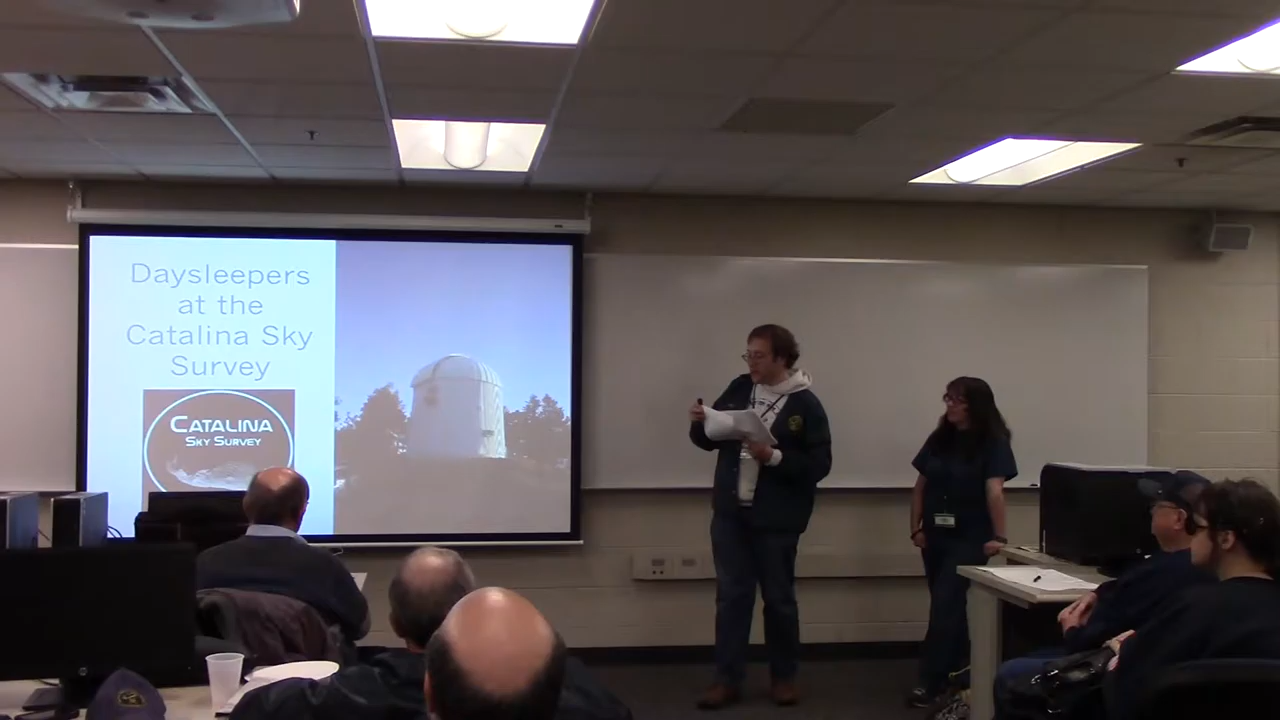 Daysleepers
at the
Catalina Sky
Survey
CATALINA
SKY SURVEY